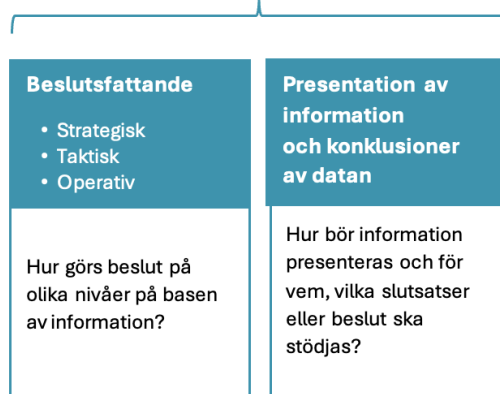 Beslutsfattande
• Strategisk
• Taktisk
• Operativ
Hur görs beslut på
olika nivåer på basen
av information?
Presentation av
information
och konklusioner
av datan
Hur bör information
presenteras och för
vem, vilka slutsatser
eller beslut ska
stödjas?